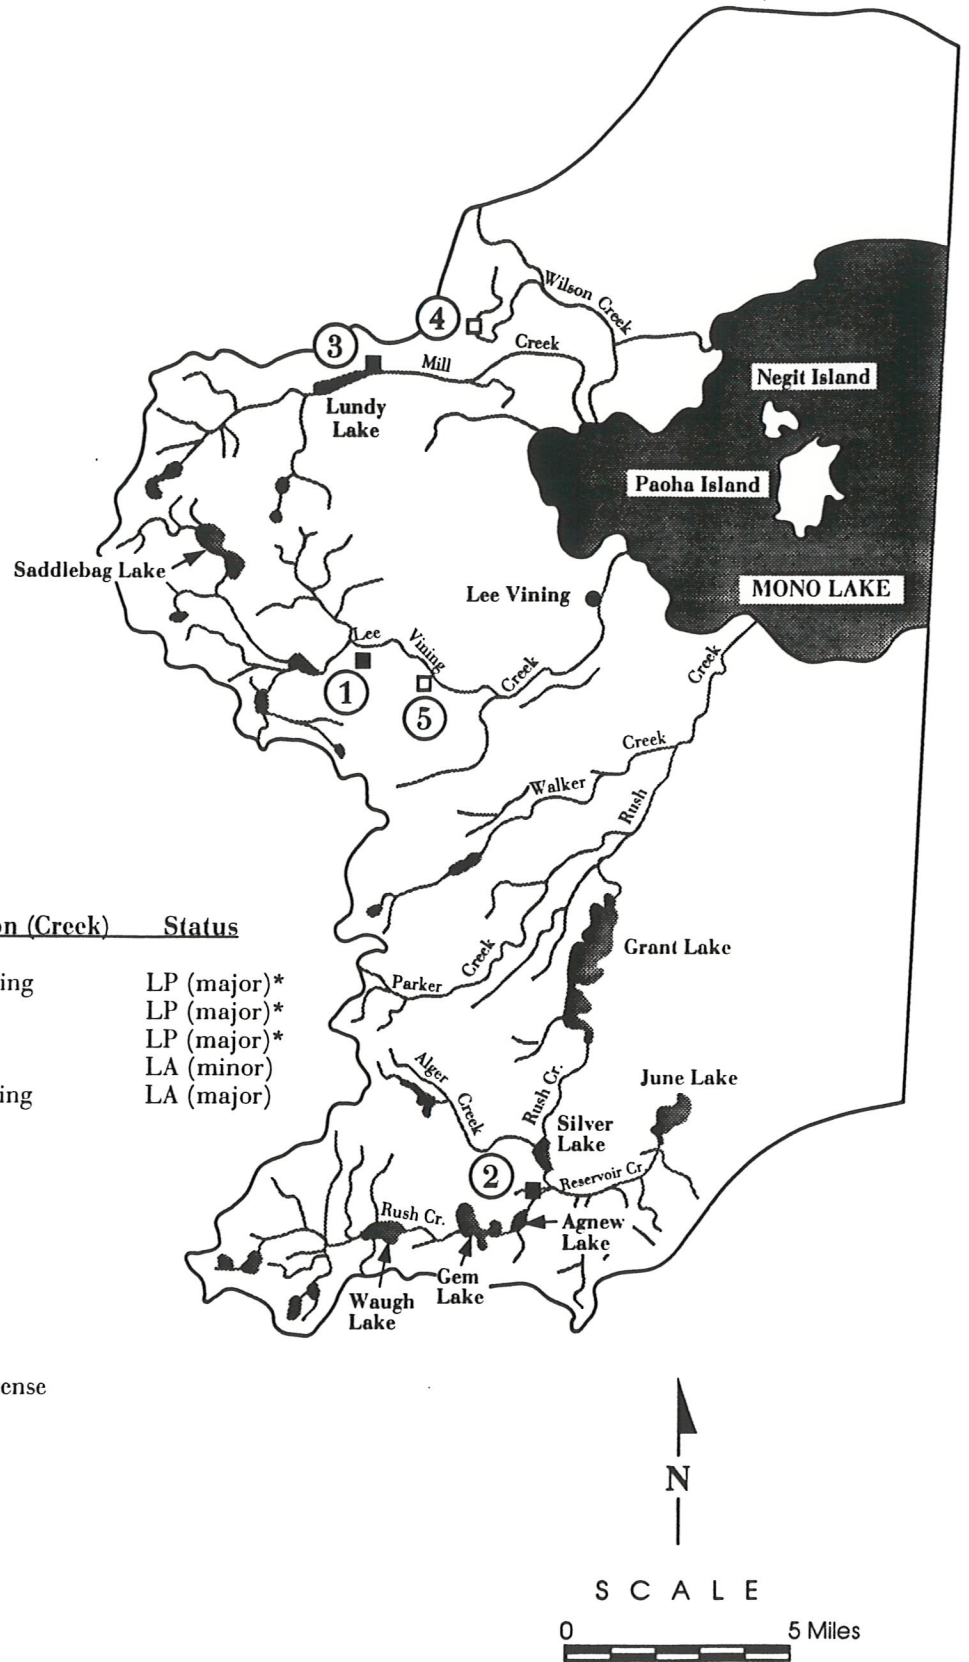 Wilson Creek
4
3
Creek
Mill
Negit Island
Lundy
Lake
Paoha Island
Saddlebag Lake
Lee Vining
MONO LAKE
Lee Vining Creek
1
5
Creek
Creek
Walker
Rush
on (Creek) Status
Grant Lake
ing LP (major)*
LP (major)*
LP (major)*
LA (minor)
ing LA (major)
Parker Creek
Alger Creek
Rush Cr.
June Lake
Silver
Lake
2
Reservoir Cr.
Rush Cr.
Agnew
Lake
Gem
Lake
Waugh
Lake
ense
N
SCALE
0 5 Miles